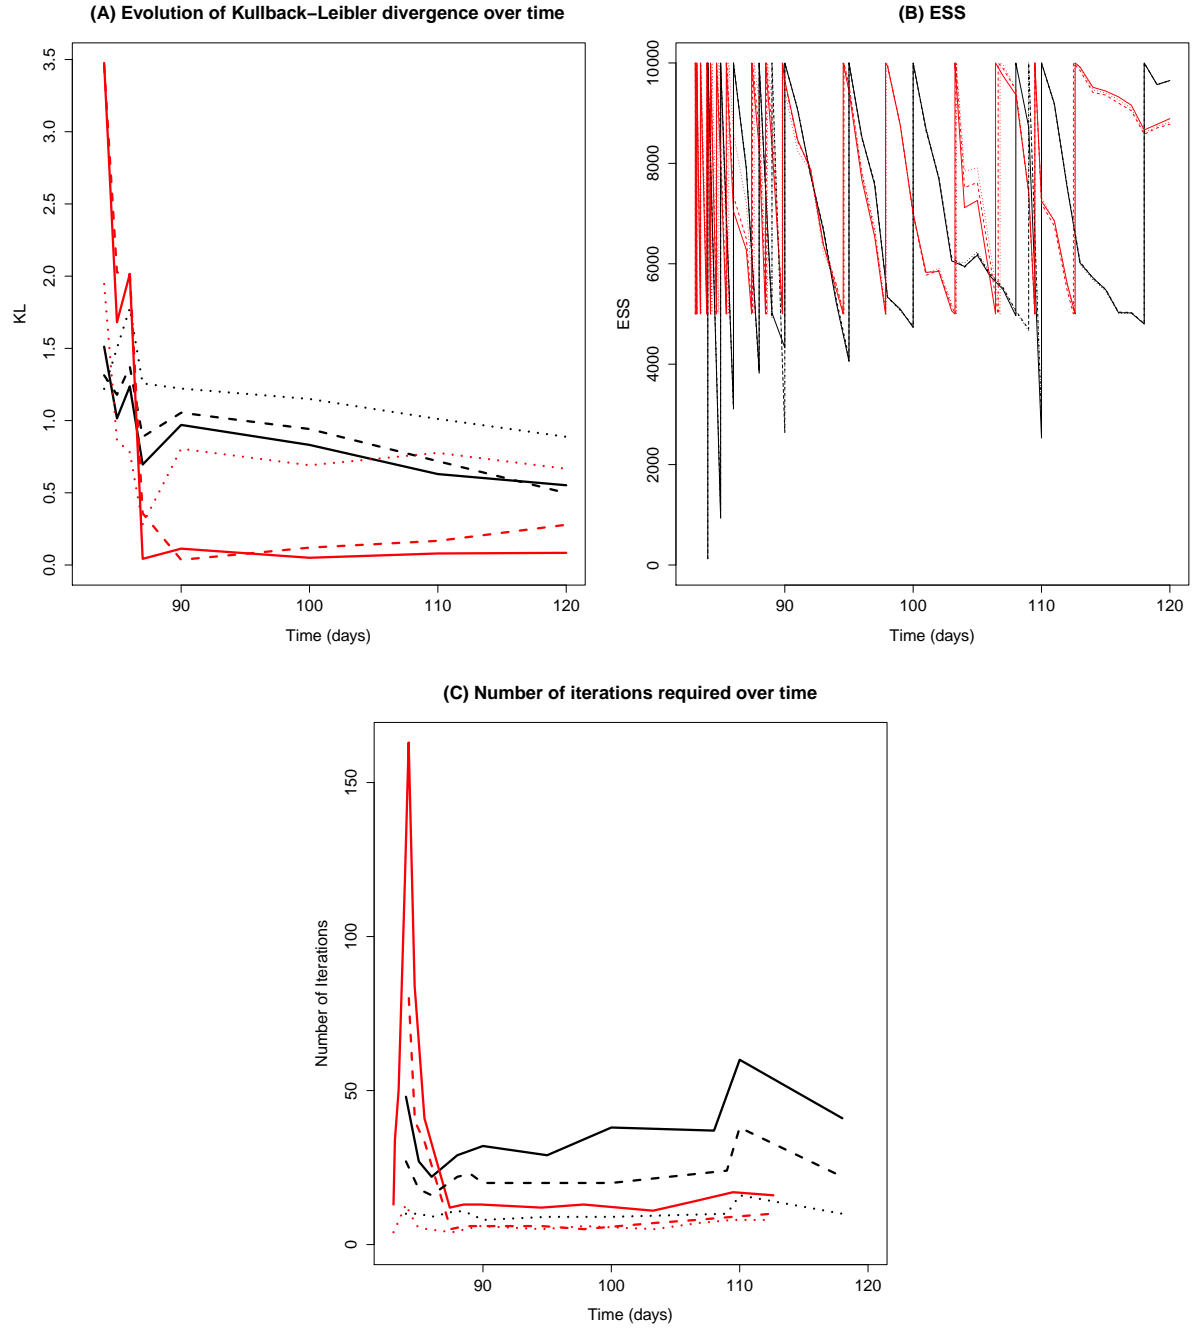 (A) Evolution of Kullback−Leibler divergence over time
KL
3.5
3.0
2.5
2.0
1.5
1.0
0.5
0.0
90 100 110 120
Time (days)
(B) ESS
ESS
10000
8000
6000
4000
2000
0
90 100 110 120
Time (days)
(C) Number of iterations required over time
Number of Iterations
150
100
50
0
90 100 110 120
Time (days)